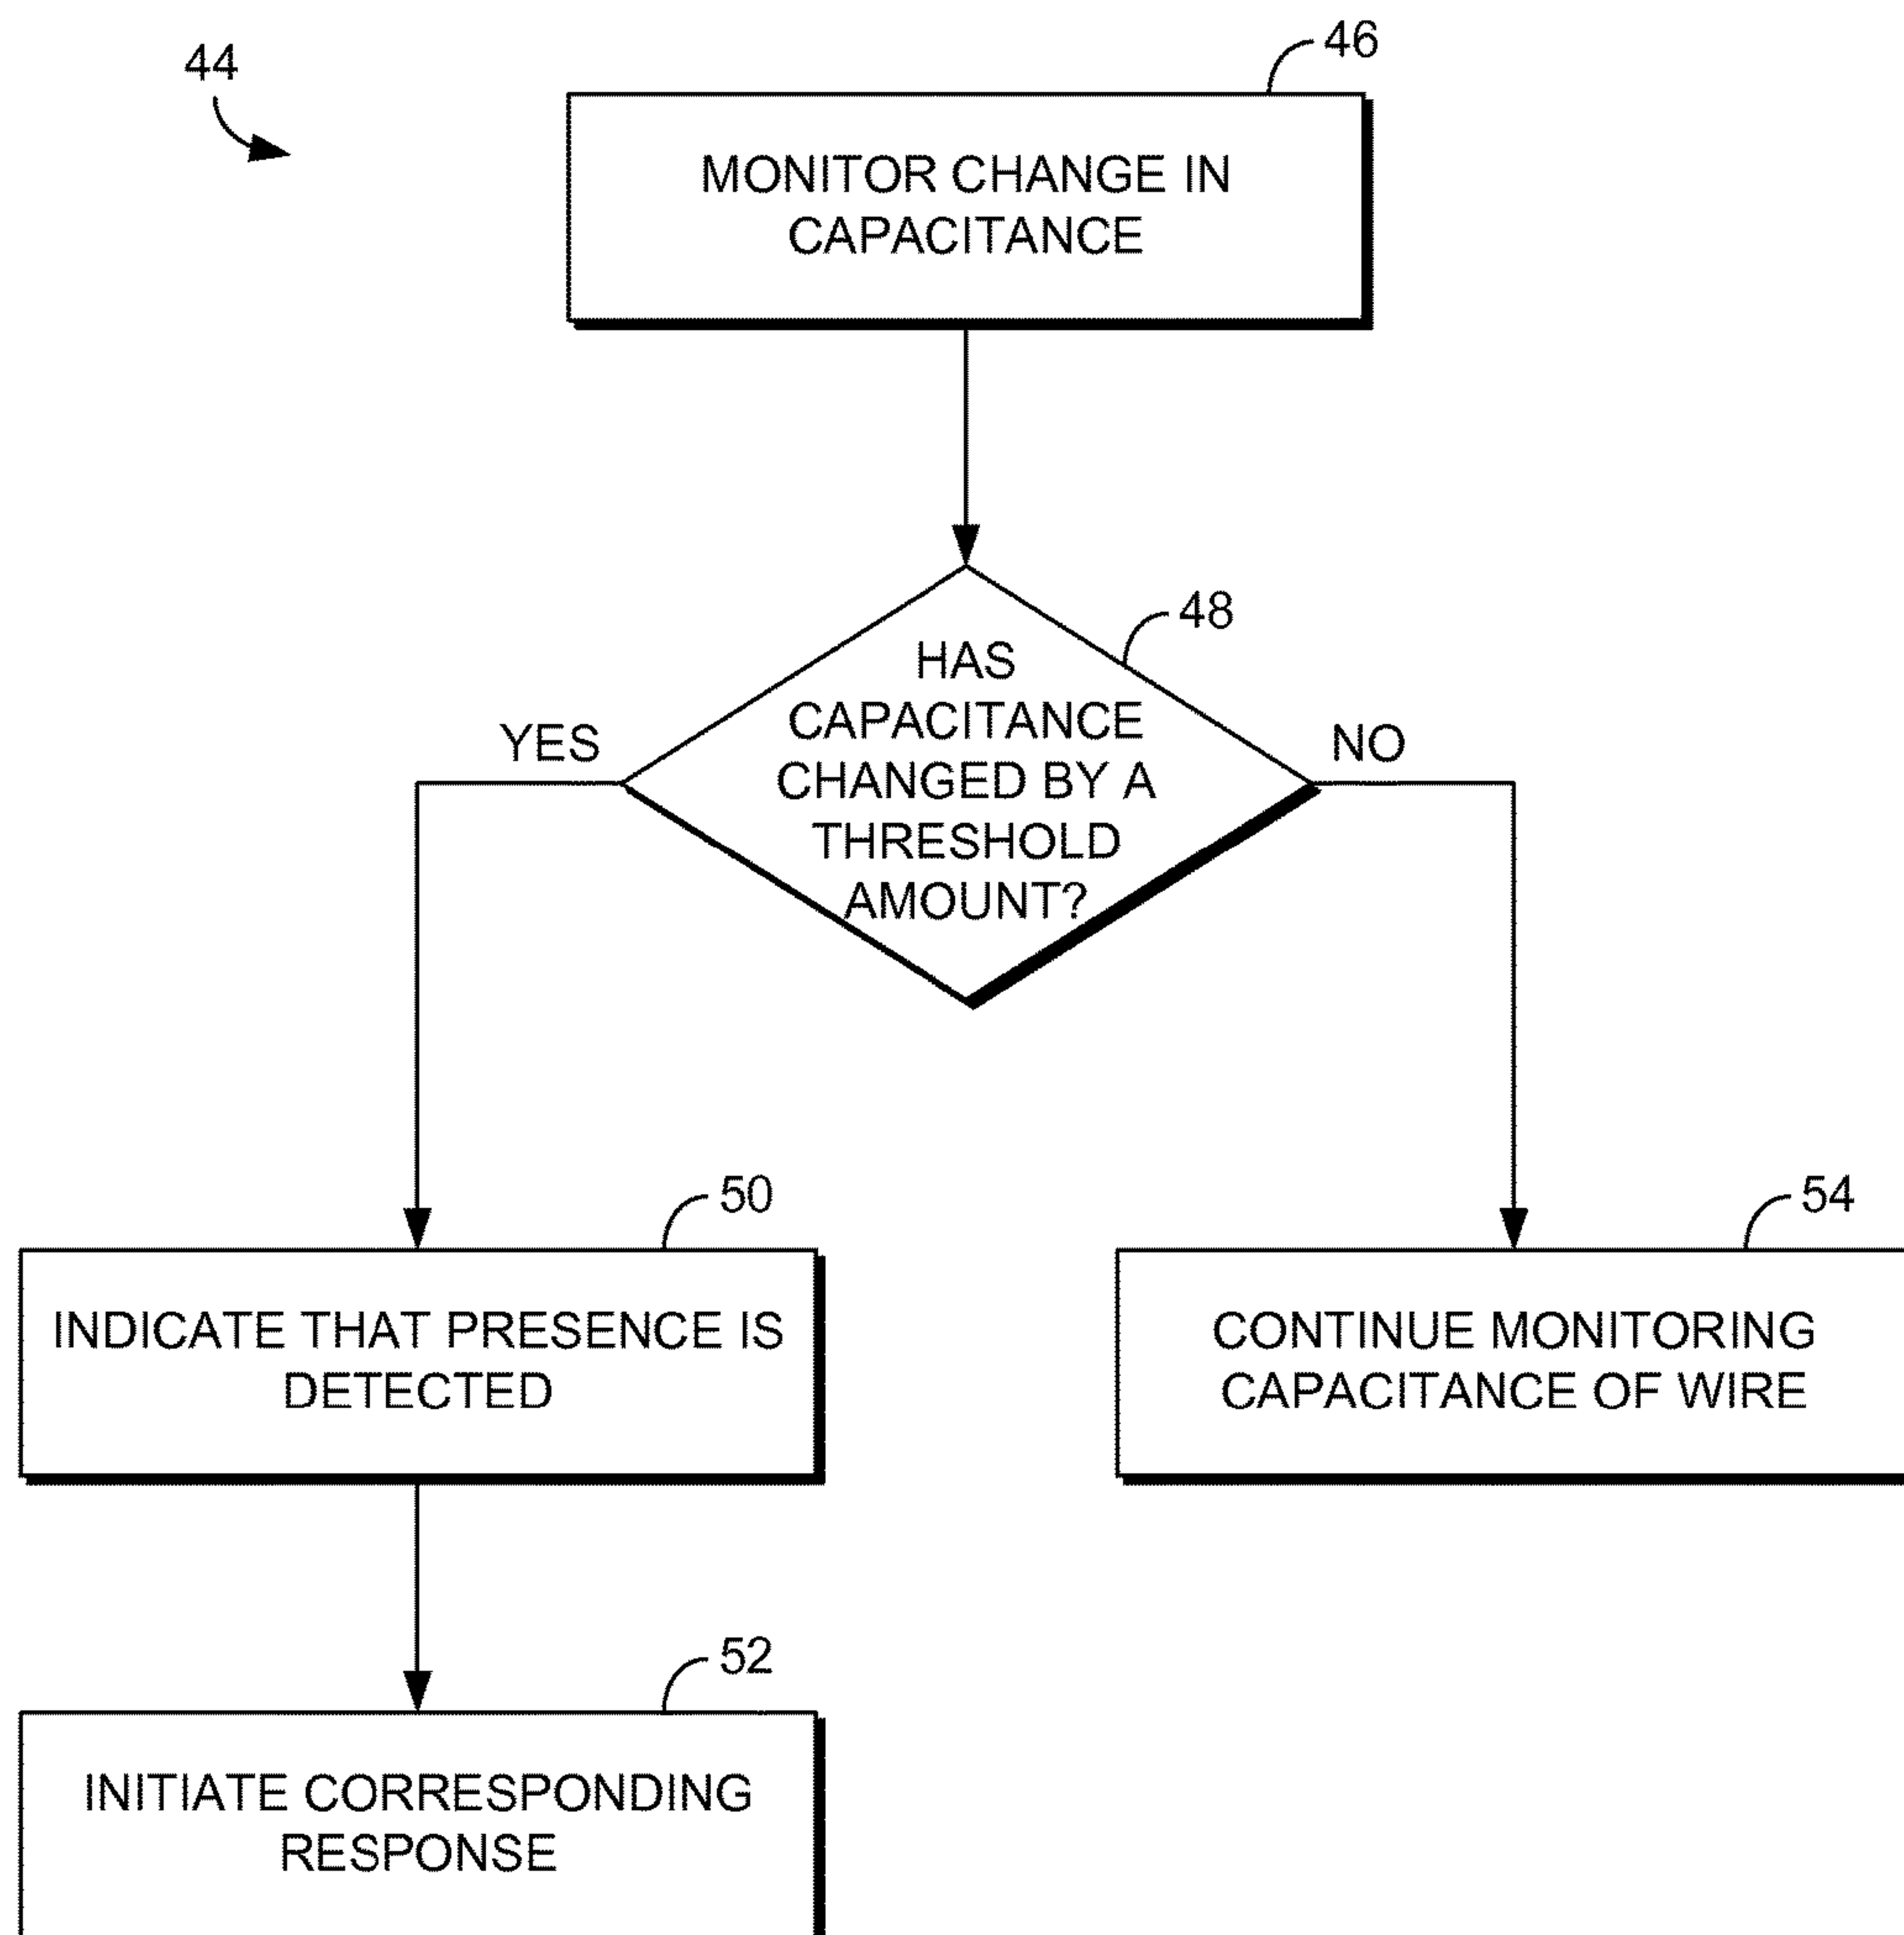 44
46
MONITOR CHANGE IN
CAPACITANCE
48
HAS
CAPACITANCE
CHANGED BY A
THRESHOLD
AMOUNT?
YES
NO
50
INDICATE THAT PRESENCE IS
DETECTED
54
CONTINUE MONITORING
CAPACITANCE OF WIRE
52
INITIATE CORRESPONDING
RESPONSE